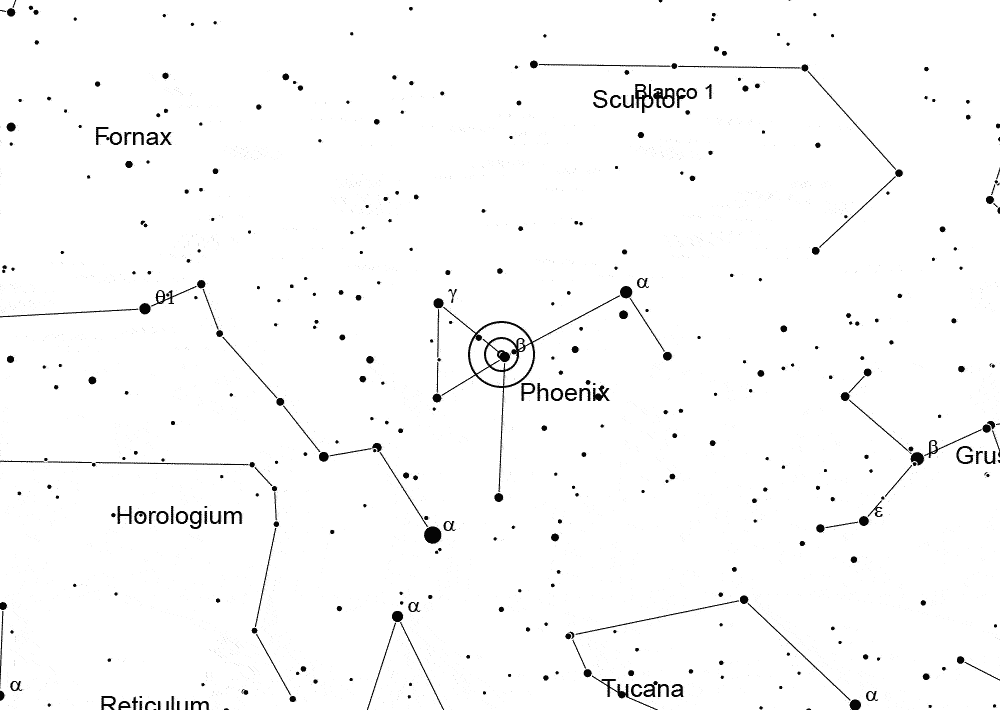 Blanco 1
Sculptor
Fornax
α
θ1
γ
β
Phoenix
β
Grus
ε
Horologium
α
α
α
Tucana
α
Reticulum